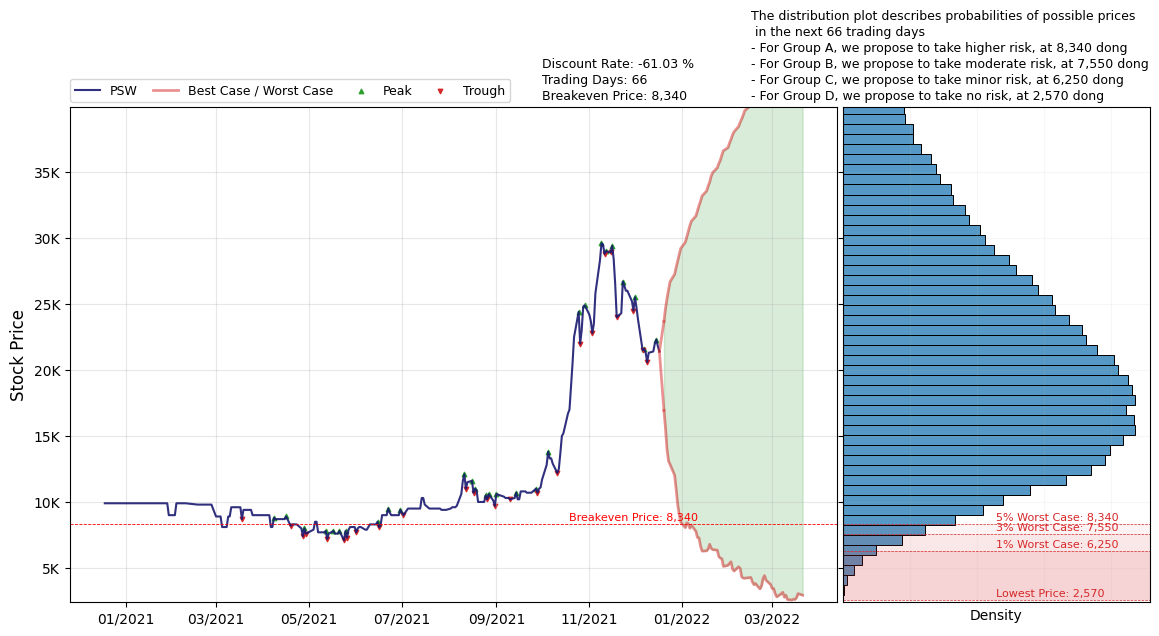 The distribution plot describes probabilities of possible prices
in the next 66 trading days
- For Group A, we propose to take higher risk, at 8,340 dong
- For Group B, we propose to take moderate risk, at 7,550 dong
- For Group C, we propose to take minor risk, at 6,250 dong
- For Group D, we propose to take no risk, at 2,570 dong
Discount Rate: -61.03 %
Trading Days: 66
Breakeven Price: 8,340
PSW
Best Case / Worst Case
Peak
Trough
Stock Price
35K
30K
25K
20K
15K
10K
5K
Breakeven Price: 8,340
01/2021
03/2021
05/2021
07/2021
09/2021
11/2021
01/2022
03/2022
5% Worst Case: 8,340
3% Worst Case: 7,550
1% Worst Case: 6,250
Lowest Price: 2,570
Density